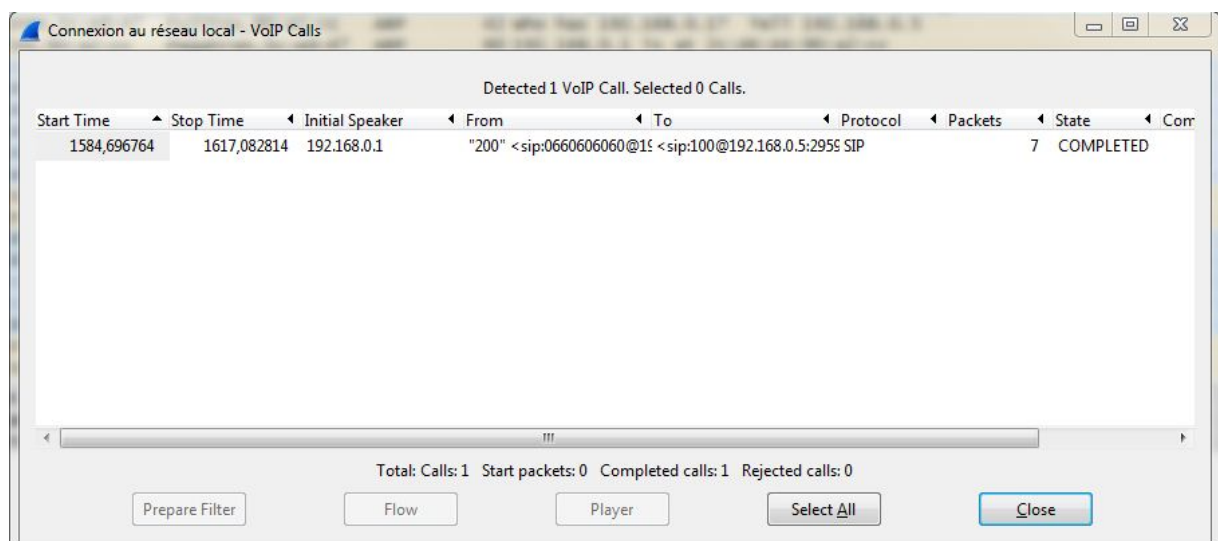 Connexion au réseau local - VoIP Calls
Detected 1 VoIP Call. Selected 0 Calls.
Start Time Stop Time Initial Speaker From To Protocol Packets State Com
1584,696764 1617,082814 192.168.0.1 "200" <sip:0660606060@19 <sip:100@192.168.0.5:2959 SIP 7 COMPLETED
Total: Calls: 1 Start packets: 0 Completed calls: 1 Rejected calls: 0
Prepare Filter Flow Player Select All Close